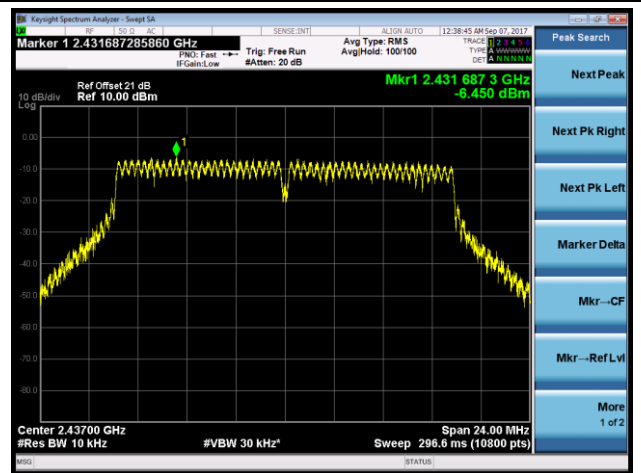 Keysight Spectrum Analyzer - Swept SA
RF 50 Ω AC SENSE:INT ALIGN AUTO 12:38:45 AM Sep 07, 2017
Marker 1 2.431687285860 GHz
PNO: Fast
IFGain:Low
Trig: Free Run
#Atten: 20 dB
Avg Type: RMS
Avg|Hold: 100/100
TRACE 1 2 3 4 5 6
TYPE A WWWWW
DET A N N N N N
Peak Search
Mkr1 2.431 687 3 GHz
-6.450 dBm
Ref Offset 21 dB
10 dB/div Ref 10.00 dBm
Log
1
0.00
-10.0
-20.0
-30.0
-40.0
-50.0
-60.0
-70.0
-80.0
Next Peak
Next Pk Right
Next Pk Left
Marker Delta
Mkr→CF
Mkr→Ref Lvl
More
1 of 2
Center 2.43700 GHz Span 24.00 MHz
#Res BW 10 kHz #VBW 30 kHz* Sweep 296.6 ms (10800 pts)
MSG STATUS